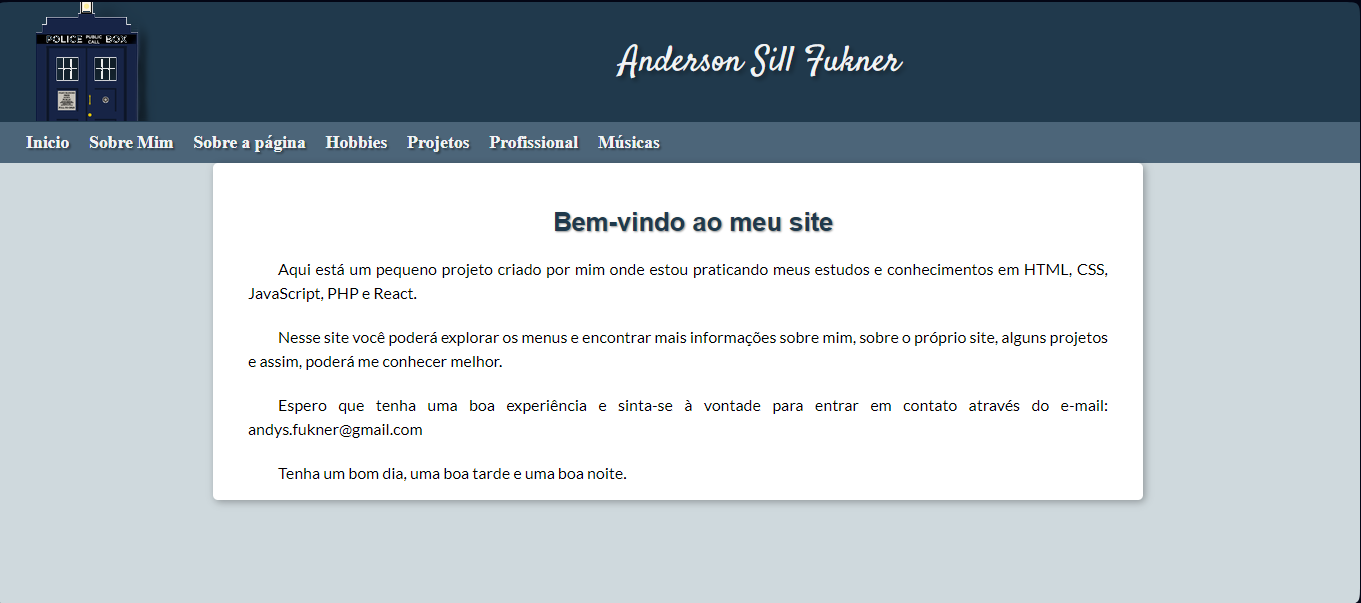 POLICE PUBLIC CALL BOX
Anderson Sill Fukner
Inicio Sobre Mim Sobre a página Hobbies Projetos Profissional Músicas
Bem-vindo ao meu site
Aqui está um pequeno projeto criado por mim onde estou praticando meus estudos e conhecimentos em HTML, CSS,
JavaScript, PHP e React.
Nesse site você poderá explorar os menus e encontrar mais informações sobre mim, sobre o próprio site, alguns projetos
e assim, poderá me conhecer melhor.
Espero que tenha uma boa experiência e sinta-se à vontade para entrar em contato através do e-mail:
andys.fukner@gmail.com
Tenha um bom dia, uma boa tarde e uma boa noite.